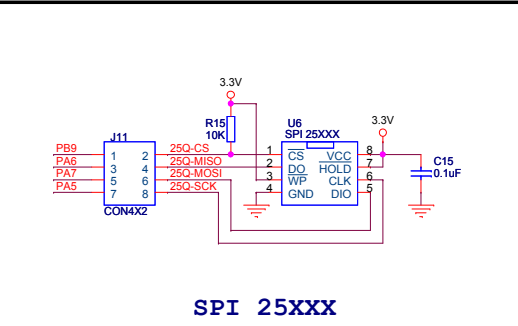 3.3V
R15
10K
U6
SPI 25XXX
3.3V
J11
PB9 1 2 25Q-CS 1 CS VCC 8
PA6 3 4 25Q-MISO 2 DO HOLD 7
PA7 5 6 25Q-MOSI 3 WP CLK 6
PA5 7 8 25Q-SCK 4 GND DIO 5
C15
0.1uF
CON4X2
SPI 25XXX